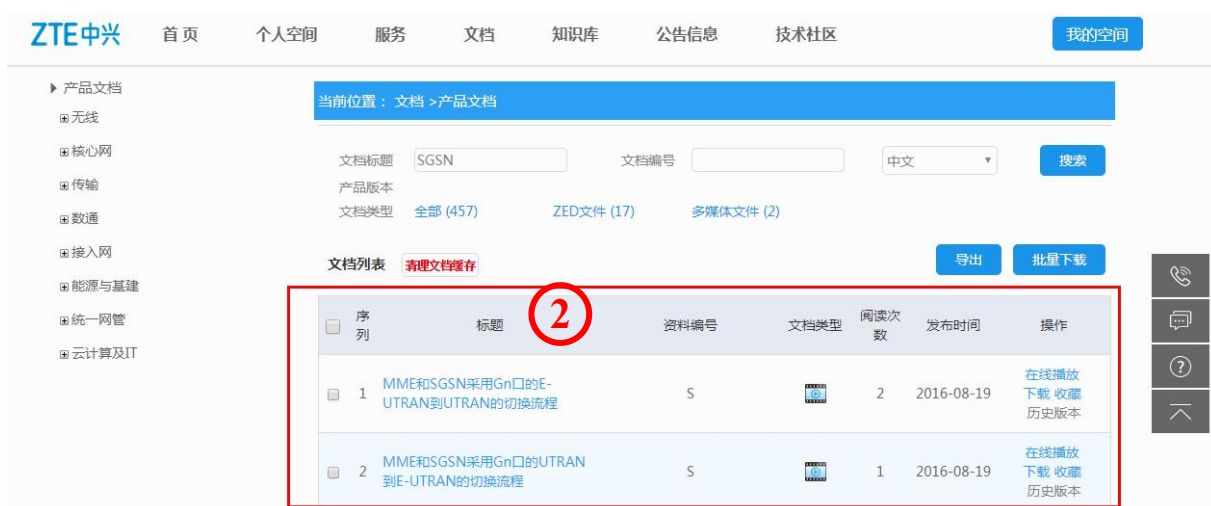 ZTE中兴 首页 个人空间 服务 文档 知识库 公告信息 技术社区 我的空间
产品文档
无线
核心网
传输
数通
接入网
能源与基建
统一网管
云计算及IT
当前位置： 文档 >产品文档
文档标题 SGSN 文档编号 中文 搜索
产品版本
文档类型 全部 (457) ZED文件 (17) 多媒体文件 (2)
文档列表 清理文档缓存 导出 批量下载
②
序列 标题 资料编号 文档类型 阅读次数 发布时间 操作
1 MME和SGSN采用Gn口的E-
UTRAN到UTRAN的切换流程 S 2 2016-08-19 在线播放
下载 收藏
历史版本
2 MME和SGSN采用Gn口的UTRAN
到E-UTRAN的切换流程 S 1 2016-08-19 在线播放
下载 收藏
历史版本